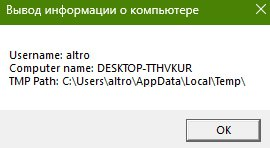 Вывод информации о компьютере
Username: altro
Computer name: DESKTOP-TTHVKUR
TMP Path: C:\Users\altro\AppData\Local\Temp\
OK